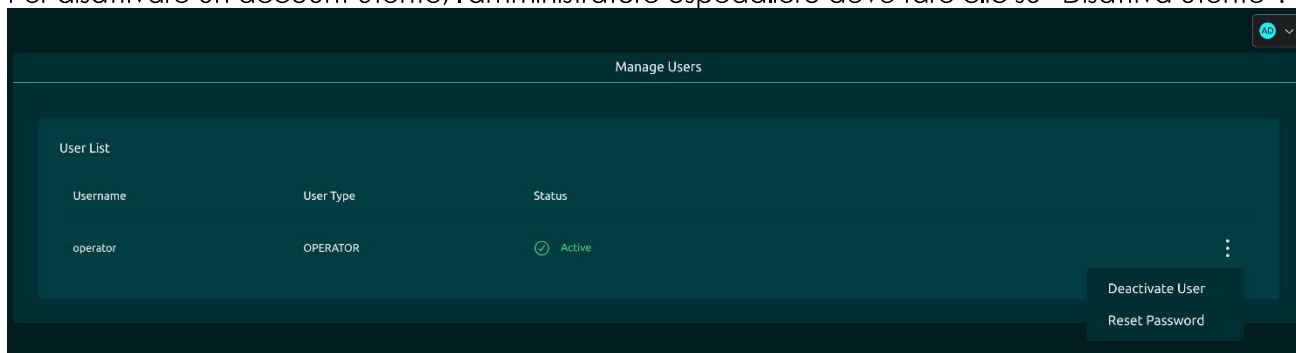 Per disattivare un account utente, l'amministratore ospedaliero deve fare clic su "Disattiva utente".
AD
Manage Users
User List
Username User Type Status
operator OPERATOR Active
Deactivate User
Reset Password